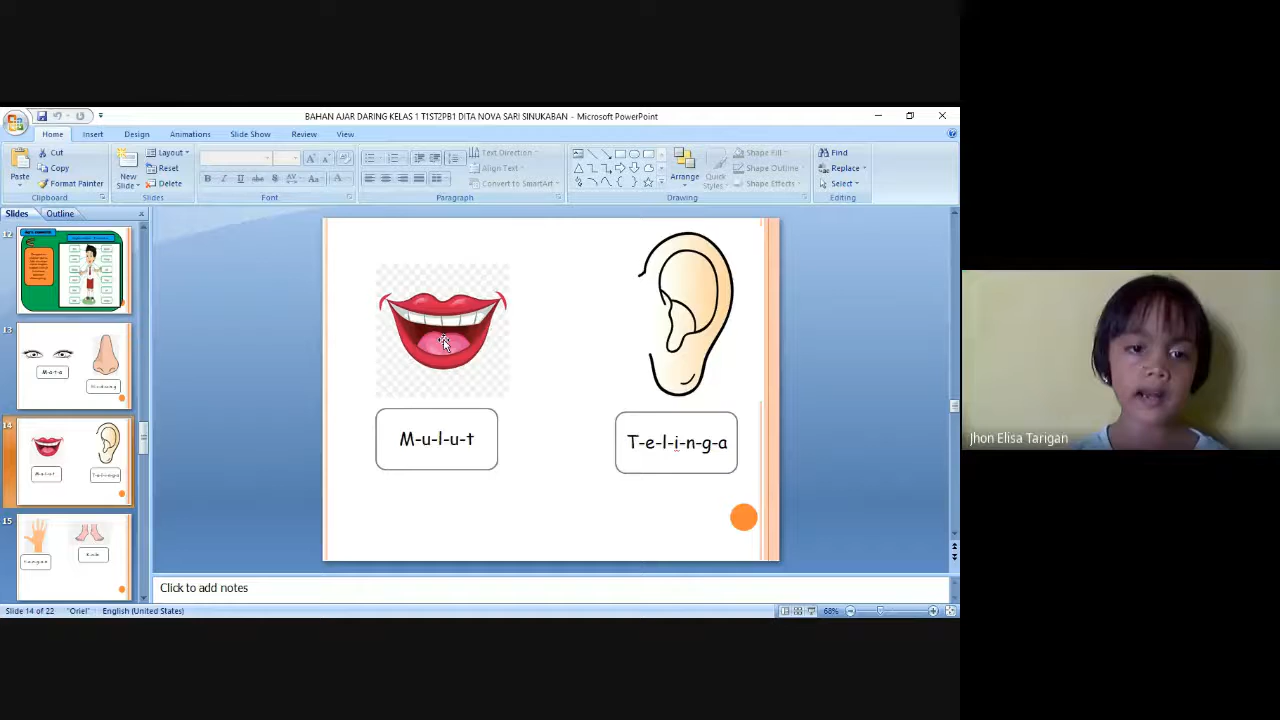 BAHAN AJAR DARING KELAS 1 T1ST2PB1 DITA NOVA SARI SINUKABAN - Microsoft PowerPoint
Home Insert Design Animations Slide Show Review View
Paste
Cut
Copy
Format Painter
Clipboard
New Slide
Layout
Reset
Delete
Slides
Font
Text Direction
Align Text
Convert to SmartArt
Paragraph
Arrange
Quick Styles
Shape Fill
Shape Outline
Shape Effects
Drawing
Find
Replace
Select
Editing
Slides Outline
12
13
M-a-t-a
14
M-u-l-u-t
T-e-l-i-n-g-a
15
M-u-l-u-t
T-e-l-i-n-g-a
Click to add notes
Slide 14 of 22 "Oriel" English (United States) 68%
Jhon Elisa Tarigan